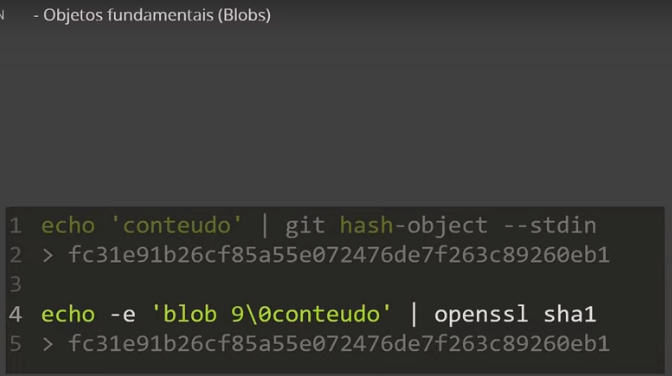 - Objetos fundamentais (Blobs)
1 echo 'conteudo' | git hash-object --stdin
2 > fc31e91b26cf85a55e072476de7f263c89260eb1
3
4 echo -e 'blob 9\0conteudo' | openssl sha1
5 > fc31e91b26cf85a55e072476de7f263c89260eb1